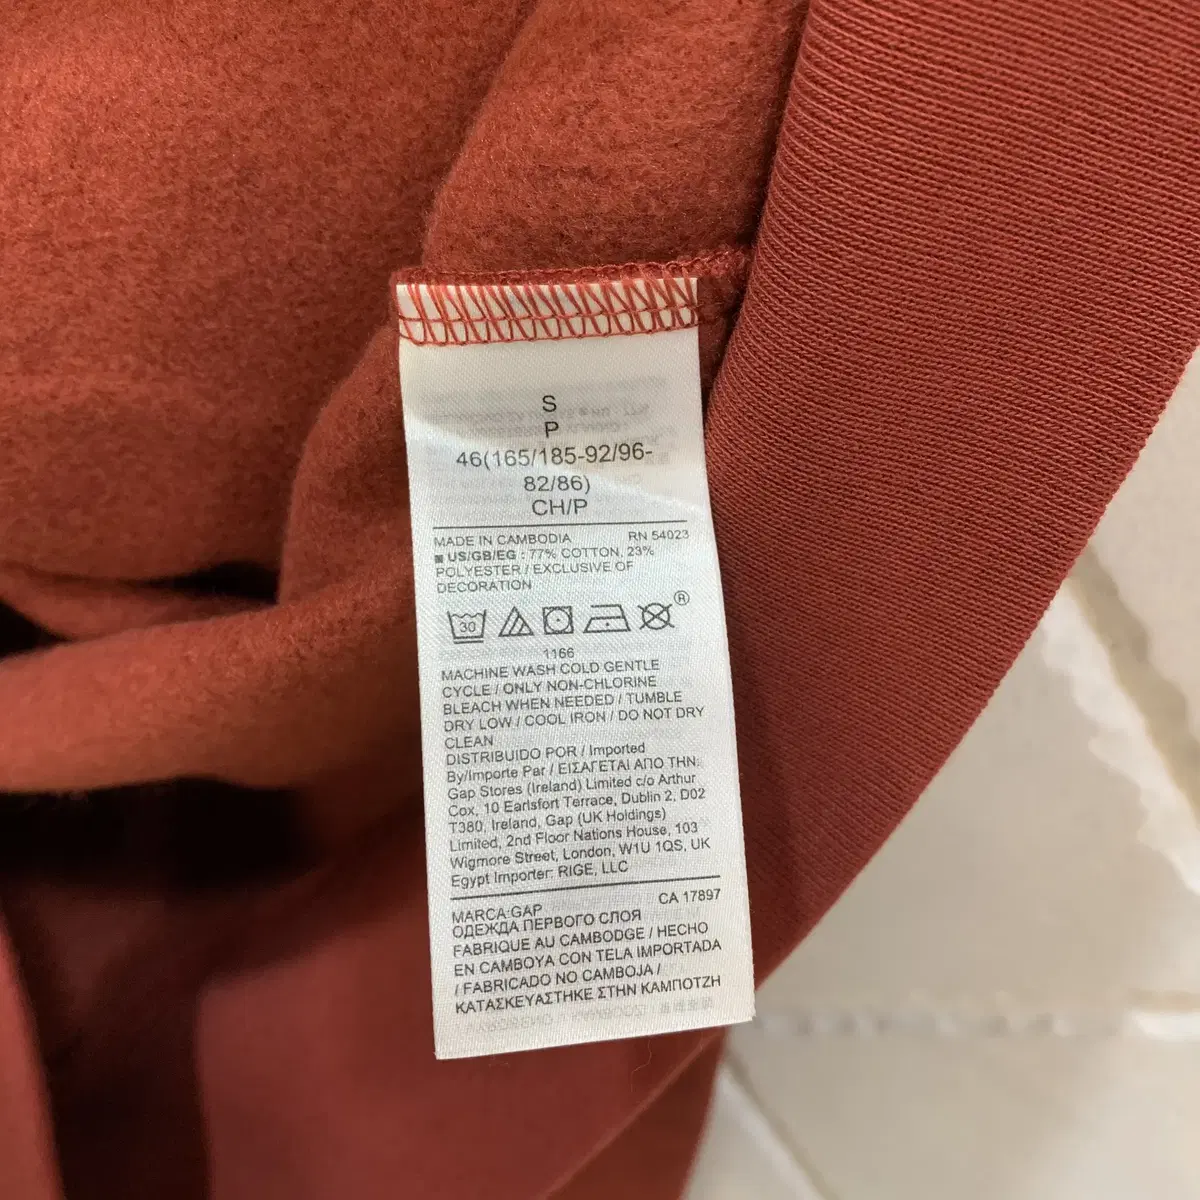 S
P
46(165/185-92/96-
82/86)
CH/P
MADE IN CAMBODIA RN 54023
US/GB/EG : 77% COTTON, 23%
POLYESTER / EXCLUSIVE OF
DECORATION
30 ®
1166
MACHINE WASH COLD GENTLE
CYCLE / ONLY NON-CHLORINE
BLEACH WHEN NEEDED / TUMBLE
DRY LOW / COOL IRON / DO NOT DRY
CLEAN
DISTRIBUIDO POR / Imported
By/Importe Par / ΕΙΣΑΓΕΤΑΙ ΑΠΟ ΤΗΝ:
Gap Stores (Ireland) Limited c/o Arthur
Cox, 10 Earlsfort Terrace, Dublin 2, D02
T380, Ireland, Gap (UK Holdings)
Limited, 2nd Floor Nations House, 103
Wigmore Street, London, W1U 1QS, UK
Egypt Importer: RIGE, LLC
MARCA:GAP CA 17897
ОДЕЖДА ПЕРВОГО СЛОЯ
FABRIQUE AU CAMBODGE / HECHO
EN CAMBOYA CON TELA IMPORTADA
/ FABRICADO NO CAMBOJA /
ΚΑΤΑΣΚΕΥΑΣΤΗΚΕ ΣΤΗΝ ΚΑΜΠΟΤΖΗ